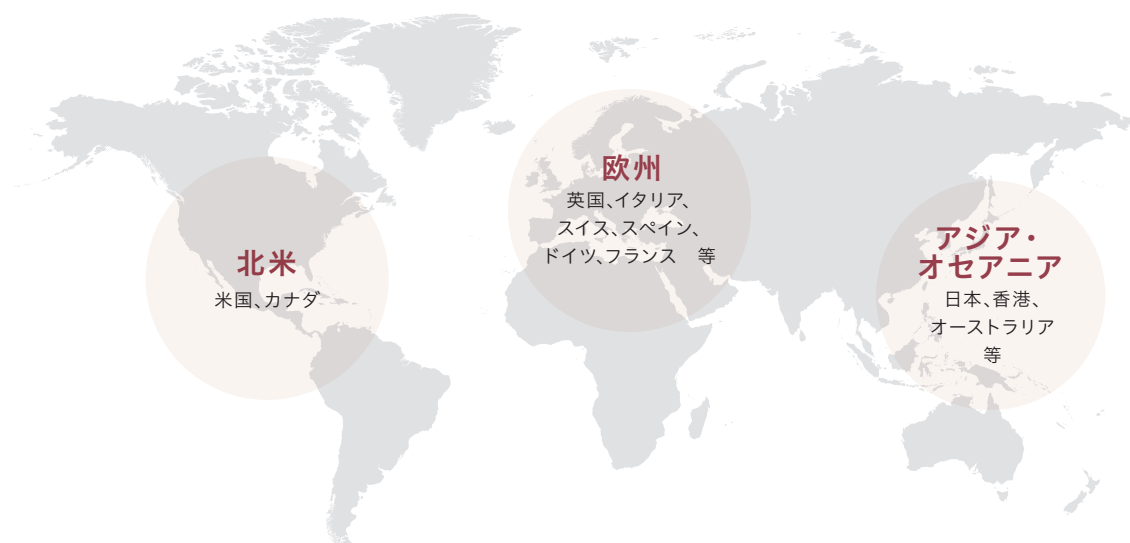 北米
米国、カナダ
欧州
英国、イタリア、
スイス、スペイン、
ドイツ、フランス　等
アジア・
オセアニア
日本、香港、
オーストラリア
等